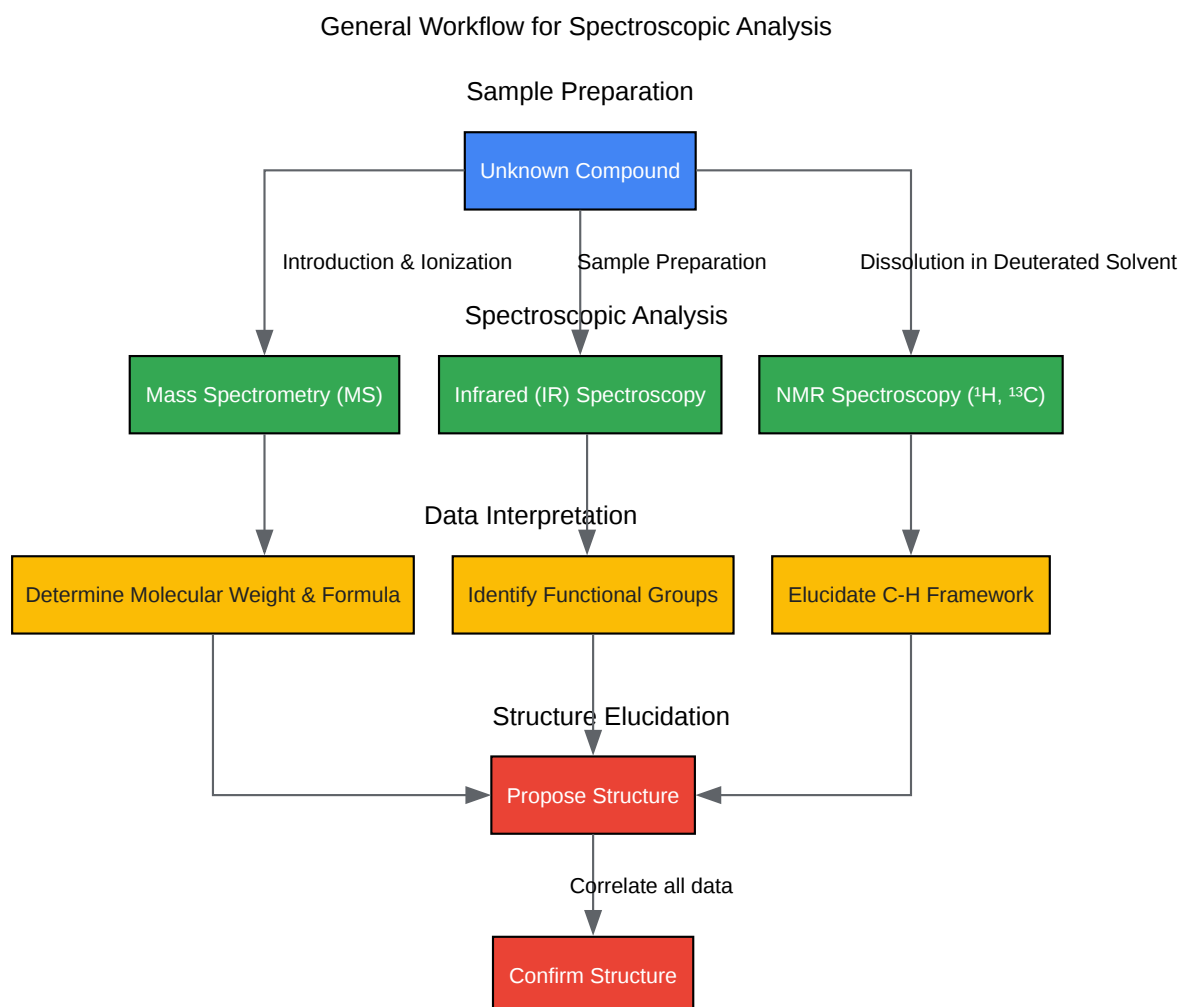 General Workflow for Spectroscopic Analysis
Sample Preparation
Unknown Compound
Introduction & Ionization
Sample Preparation
Dissolution in Deuterated Solvent
Spectroscopic Analysis
Mass Spectrometry (MS)
Infrared (IR) Spectroscopy
NMR Spectroscopy (¹H, ¹³C)
Data Interpretation
Determine Molecular Weight & Formula
Identify Functional Groups
Elucidate C-H Framework
Structure Elucidation
Propose Structure
Correlate all data
Confirm Structure